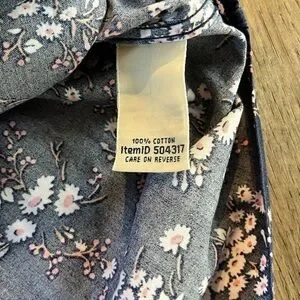 100% COTTON
ItemID 504317
CARE ON REVERSE